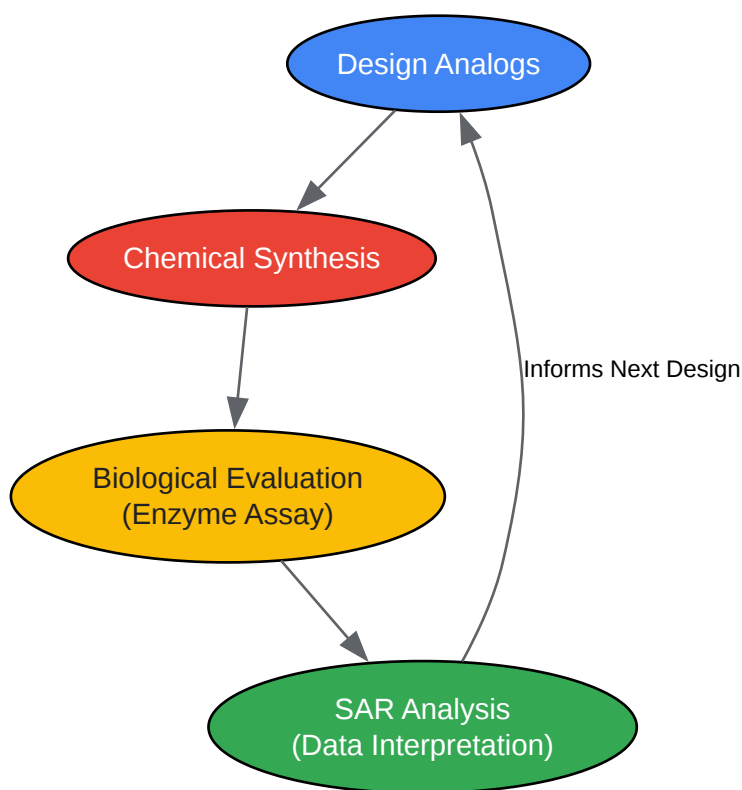 Design Analogs
Chemical Synthesis
Informs Next Design
Biological Evaluation
(Enzyme Assay)
SAR Analysis
(Data Interpretation)